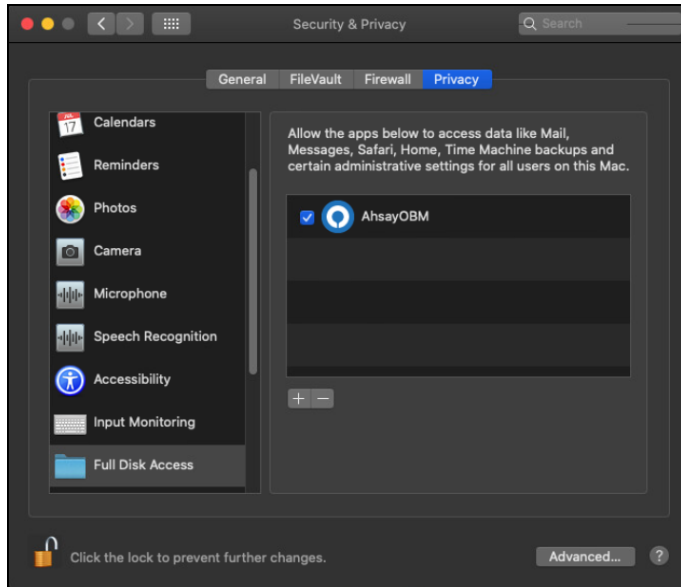 Security & Privacy
Search
General
FileVault
Firewall
Privacy
JUL
17
Calendars
Reminders
Photos
Camera
Microphone
Speech Recognition
Accessibility
Input Monitoring
Full Disk Access
Allow the apps below to access data like Mail,
Messages, Safari, Home, Time Machine backups and
certain administrative settings for all users on this Mac.
AhsayOBM
Click the lock to prevent further changes.
Advanced...
?